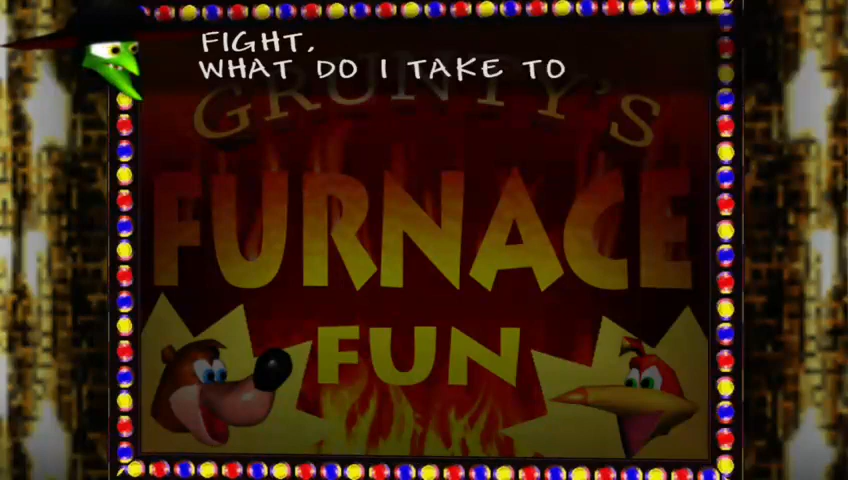 FIGHT,
WHAT DO I TAKE TO
GRUNTY'S
FURNACE
FUN